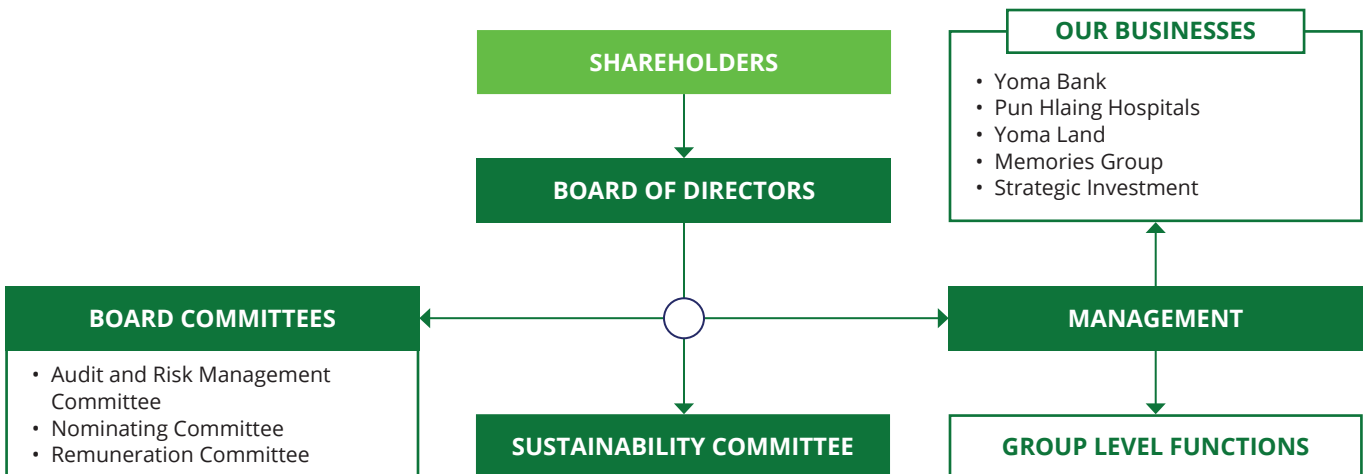 SHAREHOLDERS
OUR BUSINESSES
• Yoma Bank
• Pun Hlaing Hospitals
• Yoma Land
• Memories Group
• Strategic Investment
BOARD OF DIRECTORS
BOARD COMMITTEES
• Audit and Risk Management
Committee
• Nominating Committee
• Remuneration Committee
MANAGEMENT
SUSTAINABILITY COMMITTEE
GROUP LEVEL FUNCTIONS